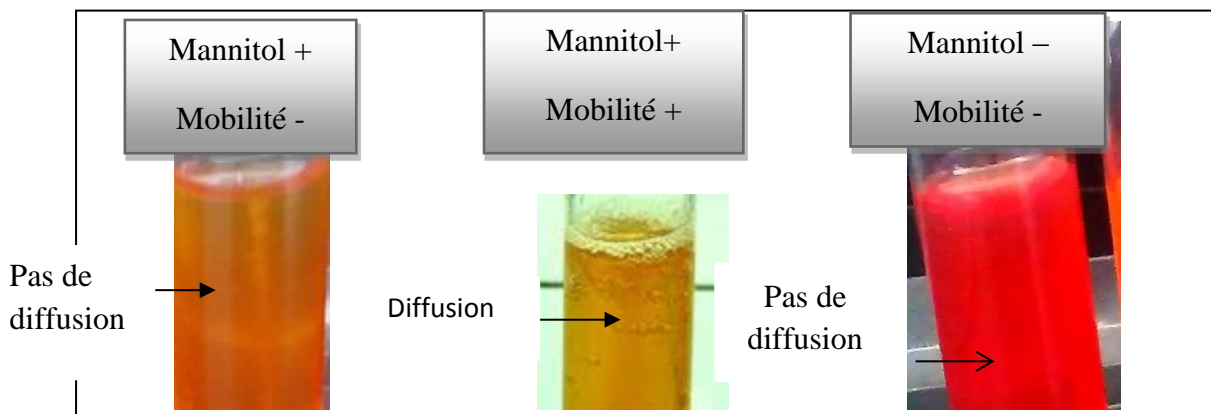 Mannitol +
Mobilité -
Mannitol+
Mobilité +
Mannitol –
Mobilité -
Pas de
diffusion
Diffusion
Pas de
diffusion